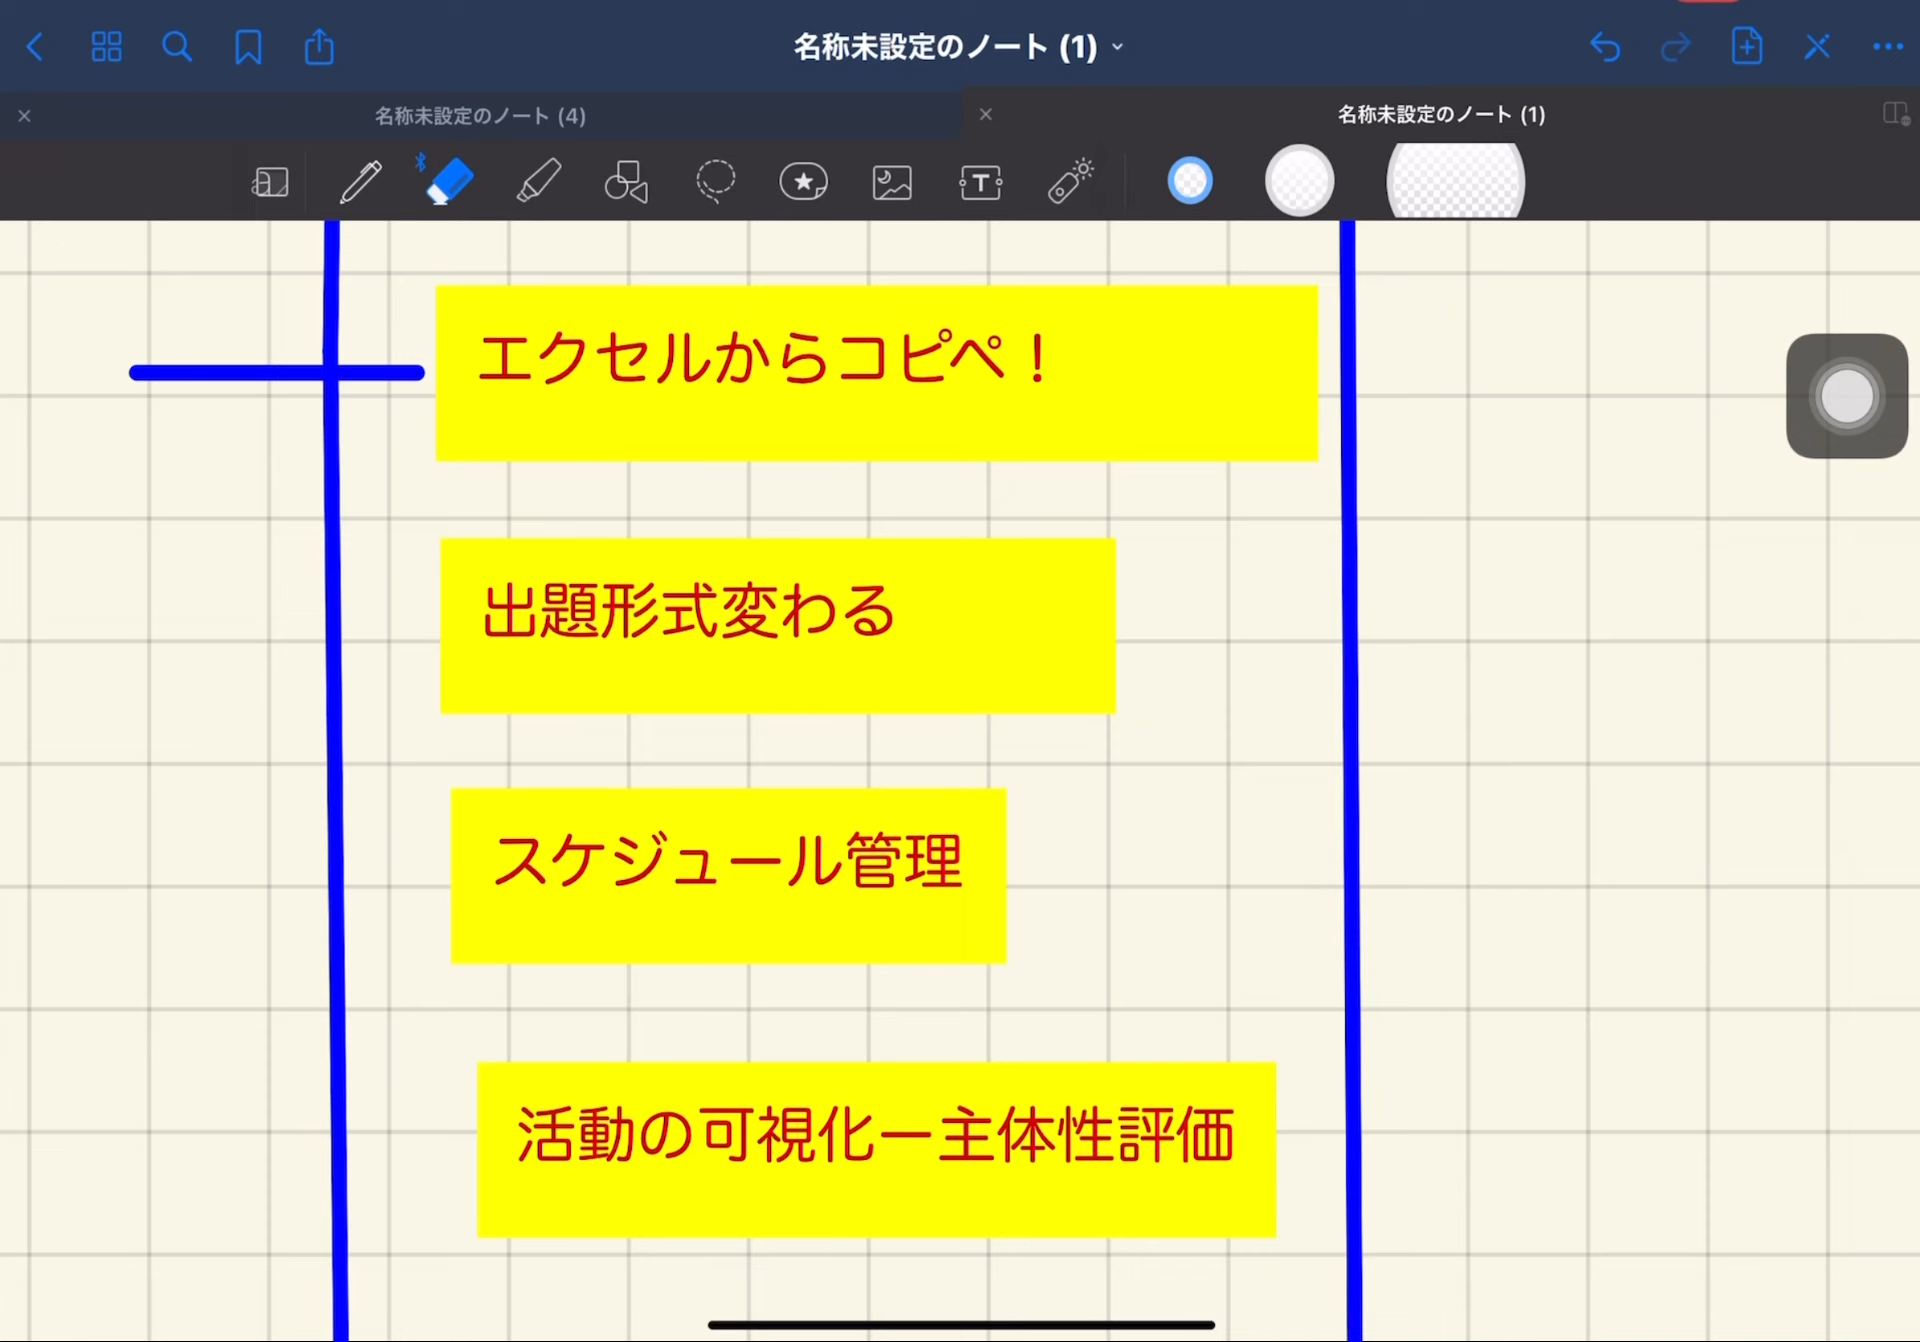 名称未設定のノート (1)
名称未設定のノート (4)
名称未設定のノート (1)
エクセルからコピペ！
出題形式変わる
スケジュール管理
活動の可視化ー主体性評価